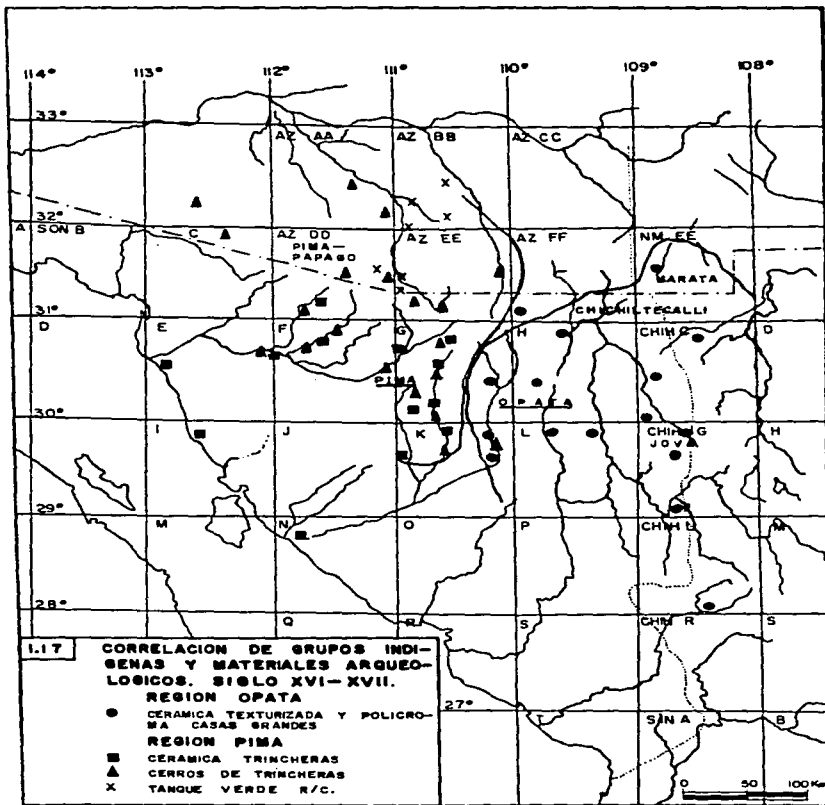 114° 113° 112° 111° 110° 109° 108°
33°
AZ AA AZ BB AZ CC
32°
A SON B C AZ DD AZ EE AZ FF NM EE
PIMA—
PAPAGO
MARATA
31°
CHICHILTECALLI
D E F G H CHIH C D
PIMA
OPATA
30°
I J K L CHIH G H
JOVA
29°
M N O P CHIH L M
28°
Q R S CHIH R S
27°
T SINA B
1.17 CORRELACION DE GRUPOS INDI-
GENAS Y MATERIALES ARQUEO-
LOGICOS. SIGLO XVI—XVII.
REGION OPATA
CERAMICA TEXTURIZADA Y POLICRO-
MA CASAS GRANDES
REGION PIMA
CERAMICA TRINCHERAS
CERROS DE TRINCHERAS
TANQUE VERDE R/C.
0 50 100 Km